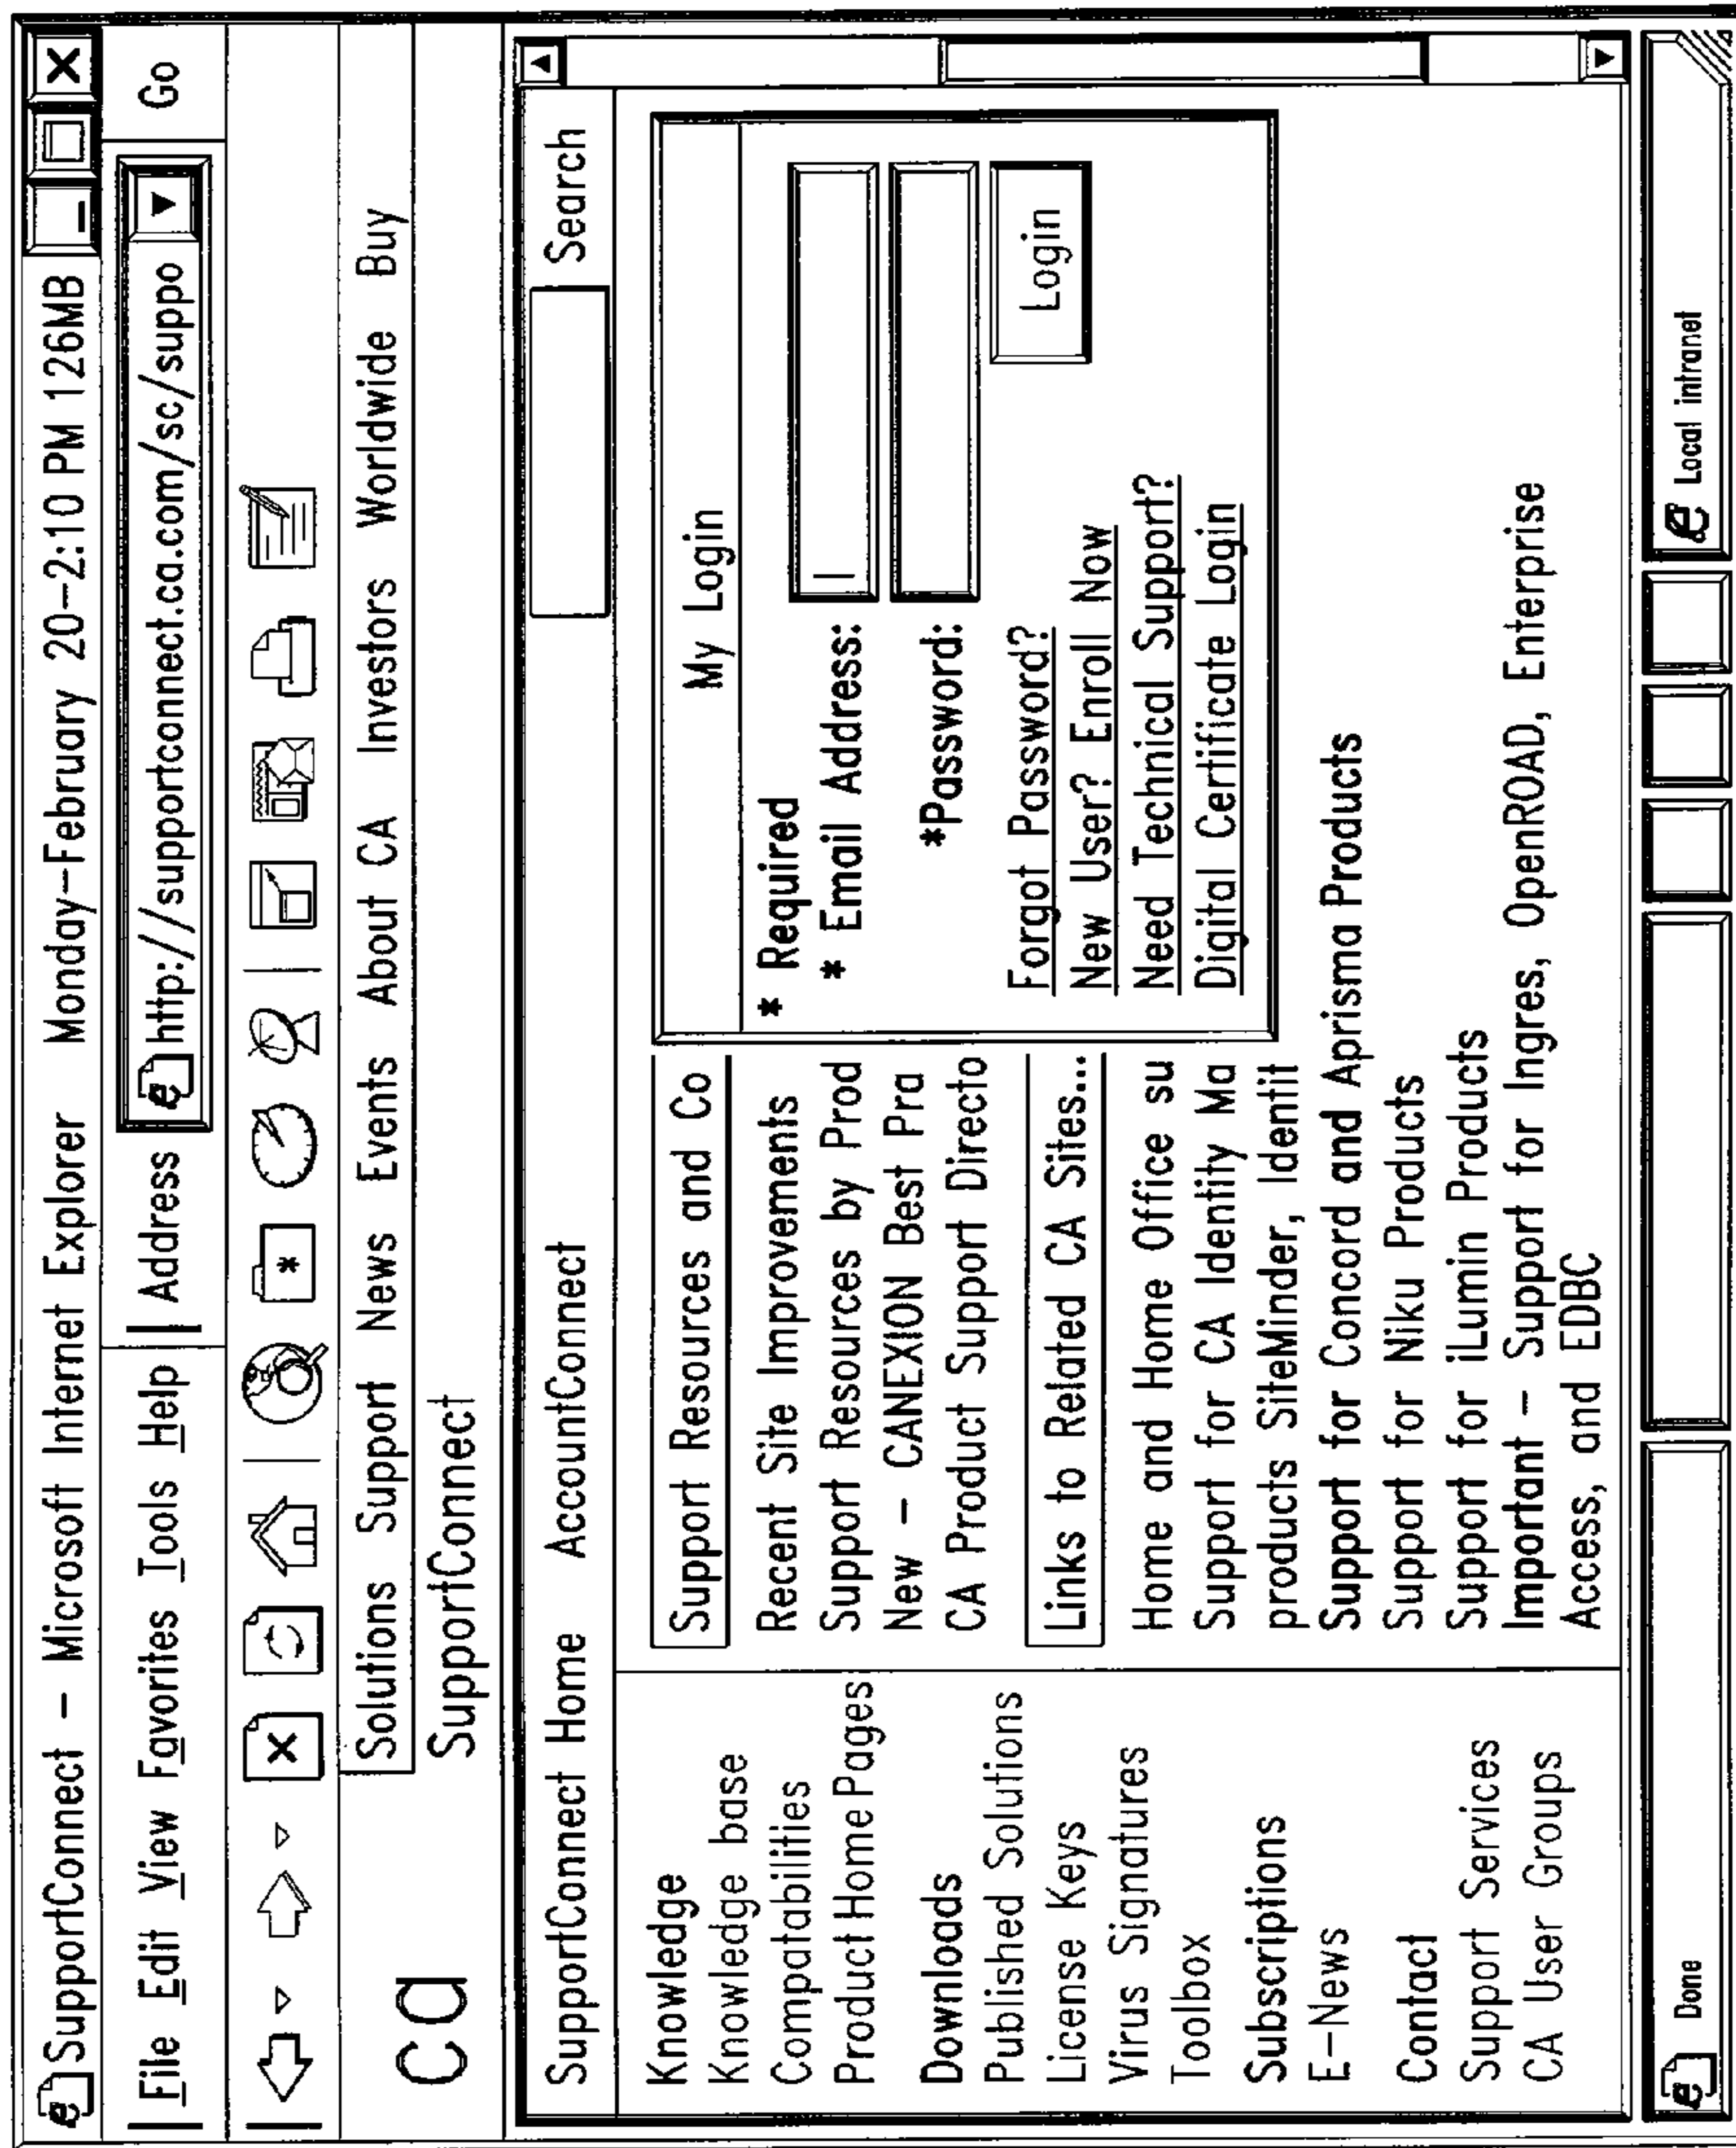 SupportConnect - Microsoft Internet Explorer Monday-February 20-2:10 PM 126MB
File Edit View Favorites Tools Help Address http://supportconnect.ca.com/sc/suppo Go
Solutions Support News Events About CA Investors Worldwide Buy
ca
SupportConnect
SupportConnect Home AccountConnect Search
Knowledge
Knowledge base
Compatabilities
Product Home Pages
Downloads
Published Solutions
License Keys
Virus Signatures
Toolbox
Subscriptions
E-News
Contact
Support Services
CA User Groups
Support Resources and Co
Recent Site Improvements
Support Resources by Prod
New - CANEXION Best Pra
CA Product Support Directo
Links to Related CA Sites...
Home and Home Office su
Support for CA Identity Ma
products SiteMinder, Identit
Support for Concord and Aprisma Products
Support for Niku Products
Support for iLumin Products
Important - Support for Ingres, OpenROAD, Enterprise
Access, and EDBC
My Login
* Required
* Email Address:
*Password:
Forgot Password?
Login
New User? Enroll Now
Need Technical Support?
Digital Certificate Login
Done
Local intranet